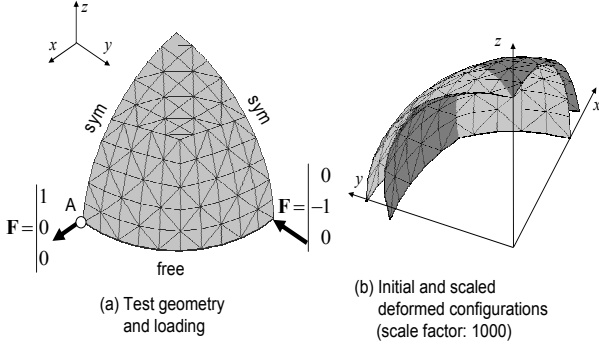 z
x
y
sym
sym
1
A
F= 0
0
0
F= −1
0
free
(a) Test geometry
and loading
z
x
y
(b) Initial and scaled
deformed configurations
(scale factor: 1000)